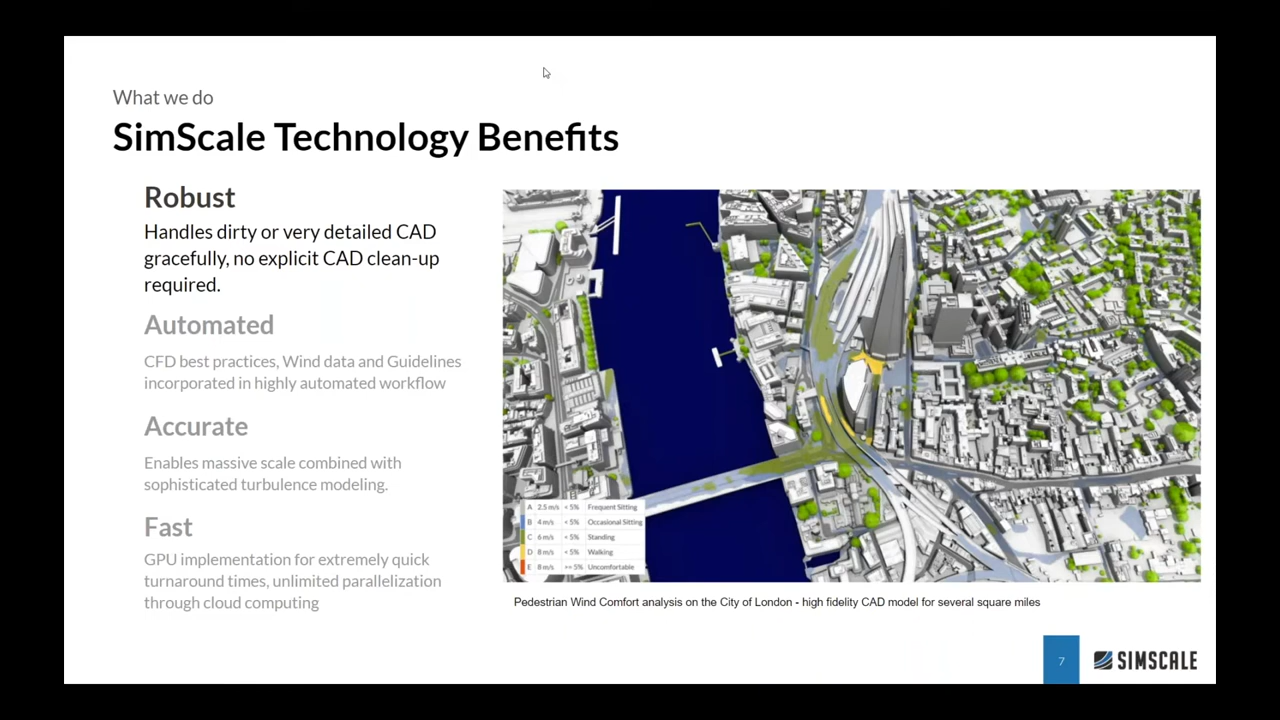 What we do
SimScale Technology Benefits
Robust
Handles dirty or very detailed CAD
gracefully, no explicit CAD clean-up
required.
Automated
CFD best practices, Wind data and Guidelines
incorporated in highly automated workflow
Accurate
Enables massive scale combined with
sophisticated turbulence modeling.
Fast
GPU implementation for extremely quick
turnaround times, unlimited parallelization
through cloud computing
A 2.5 m/s < 5% Frequent Sitting
B 4 m/s < 5% Occasional Sitting
C 6 m/s < 5% Standing
D 8 m/s < 5% Walking
E 8 m/s >= 5% Uncomfortable
Pedestrian Wind Comfort analysis on the City of London - high fidelity CAD model for several square miles
7
SIMSCALE